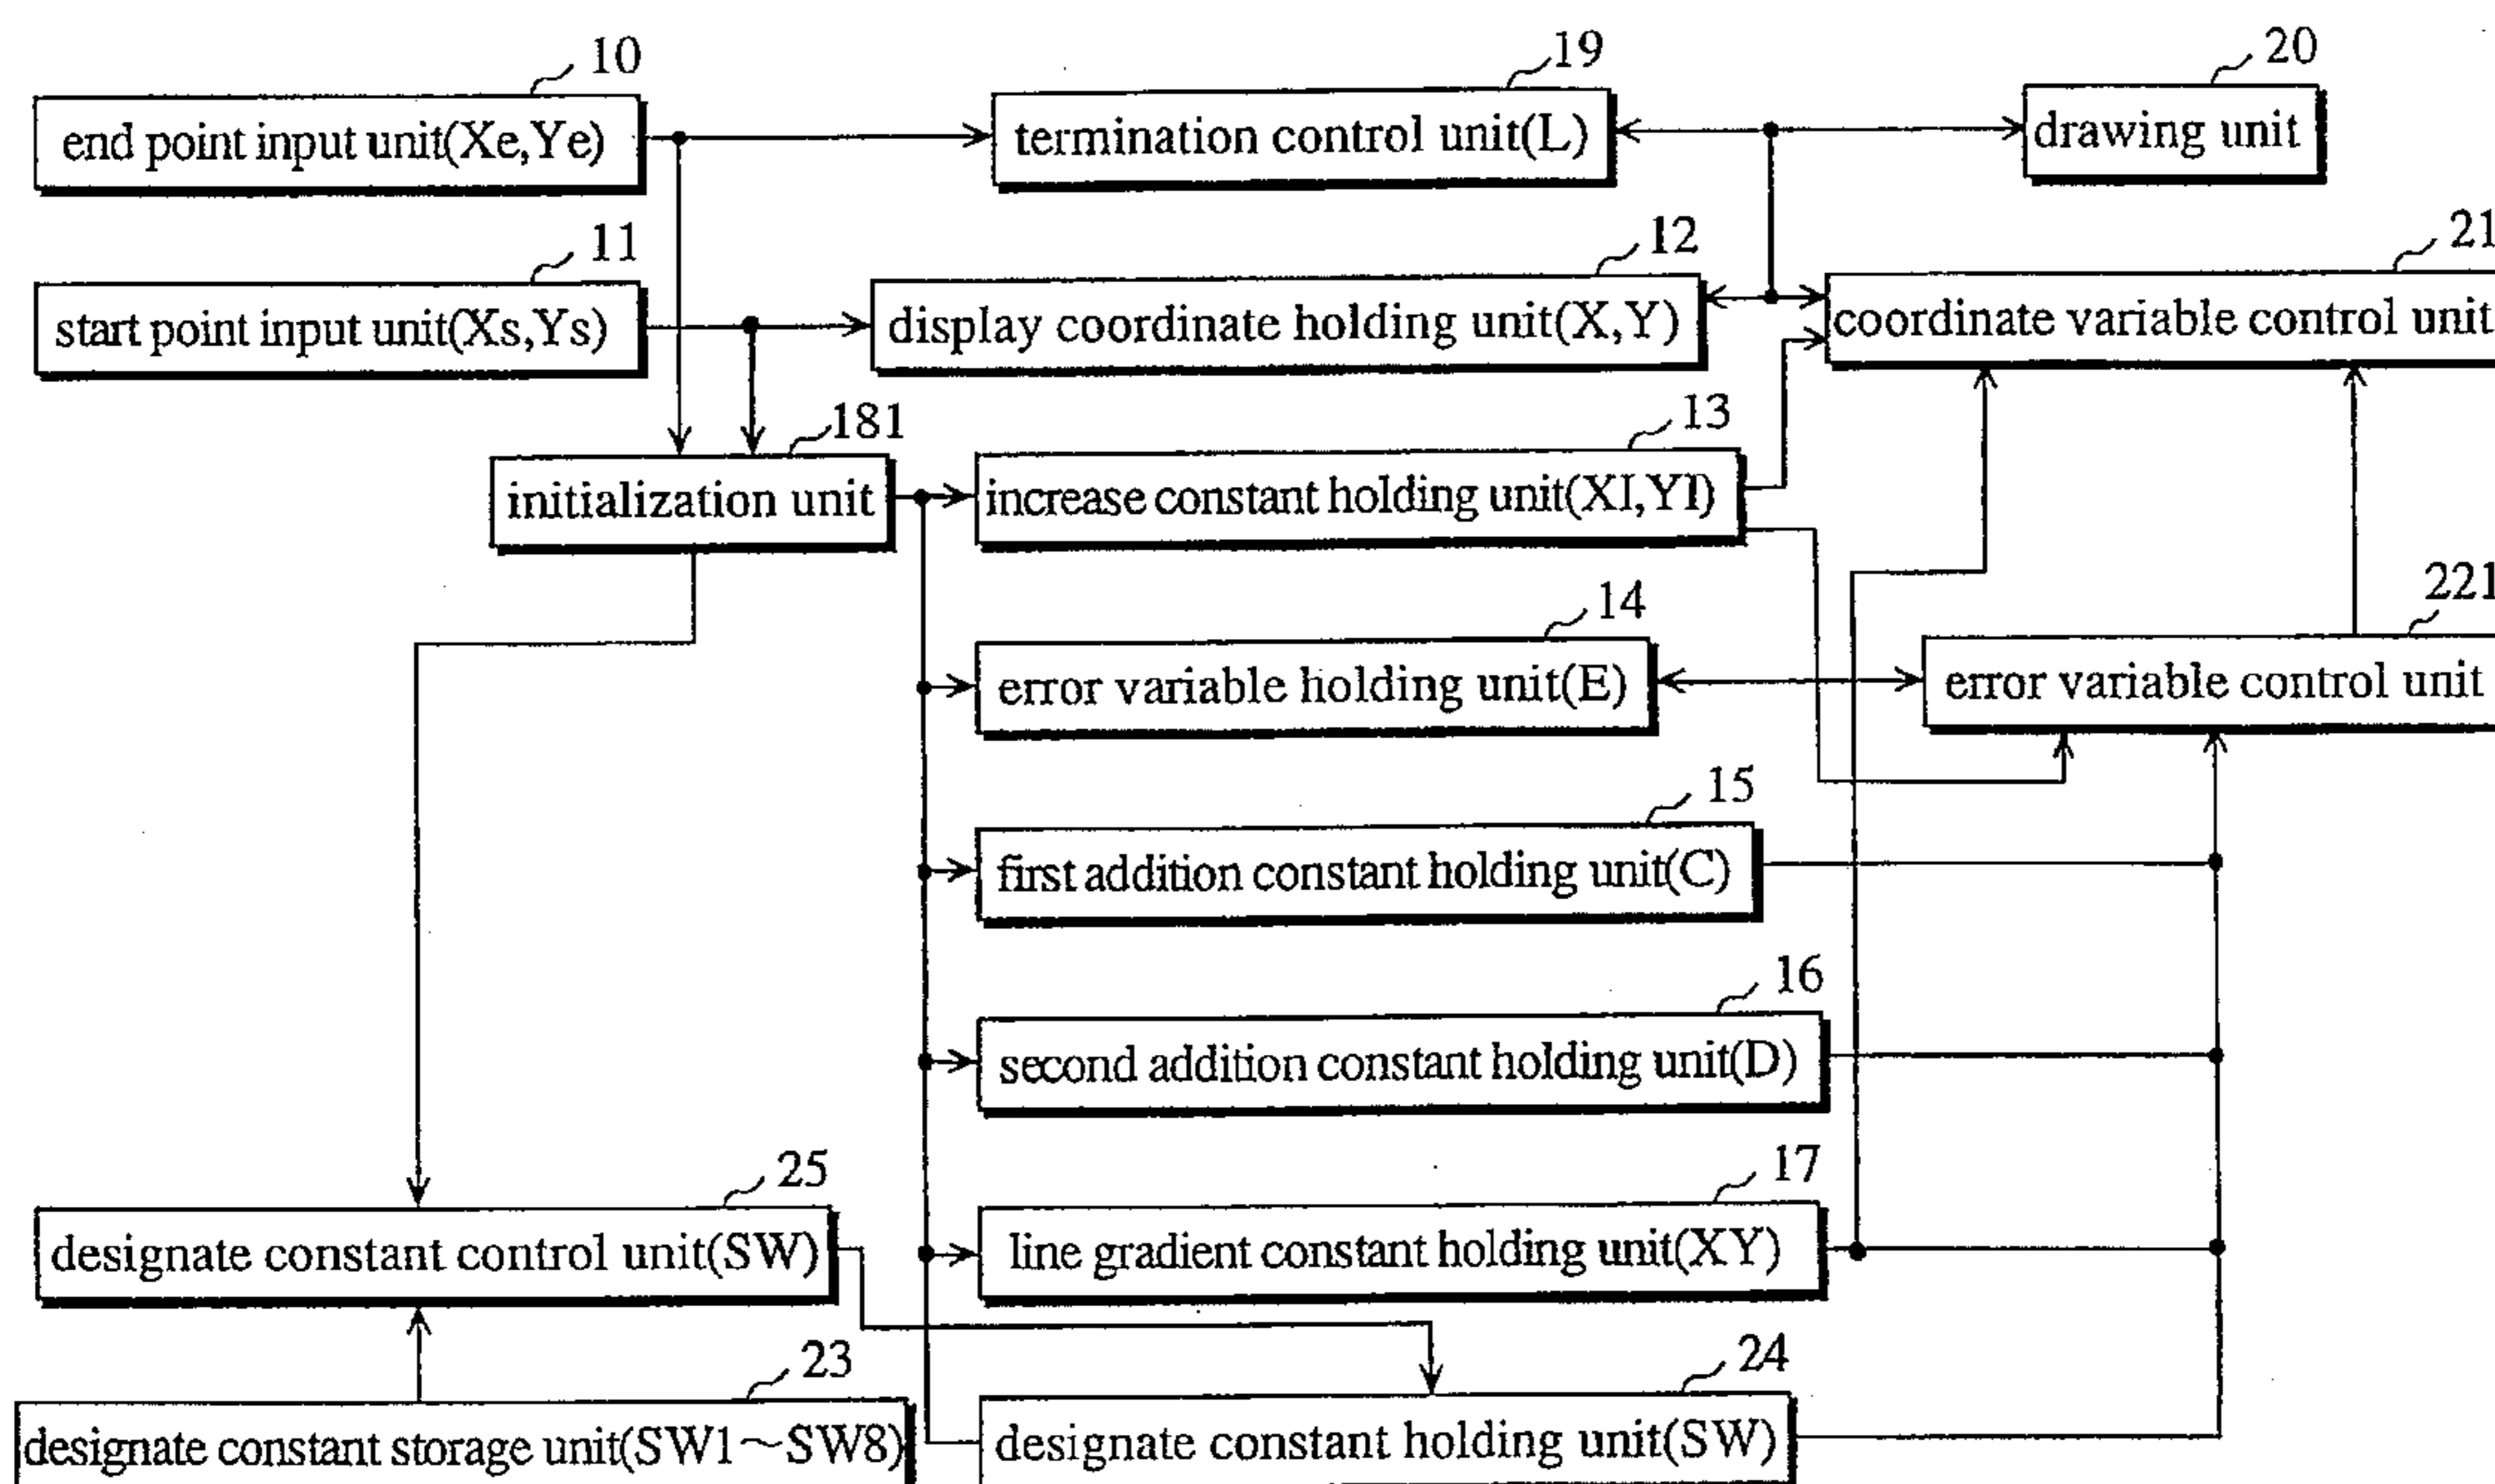 10
end point input unit(Xe,Ye)
19
termination control unit(L)
20
drawing unit
11
start point input unit(Xs,Ys)
12
display coordinate holding unit(X,Y)
21
coordinate variable control unit
181
initialization unit
13
increase constant holding unit(XI,YI)
14
error variable holding unit(E)
221
error variable control unit
15
first addition constant holding unit(C)
16
second addition constant holding unit(D)
25
designate constant control unit(SW)
17
line gradient constant holding unit(XY)
23
designate constant storage unit(SW1～SW8)
24
designate constant holding unit(SW)